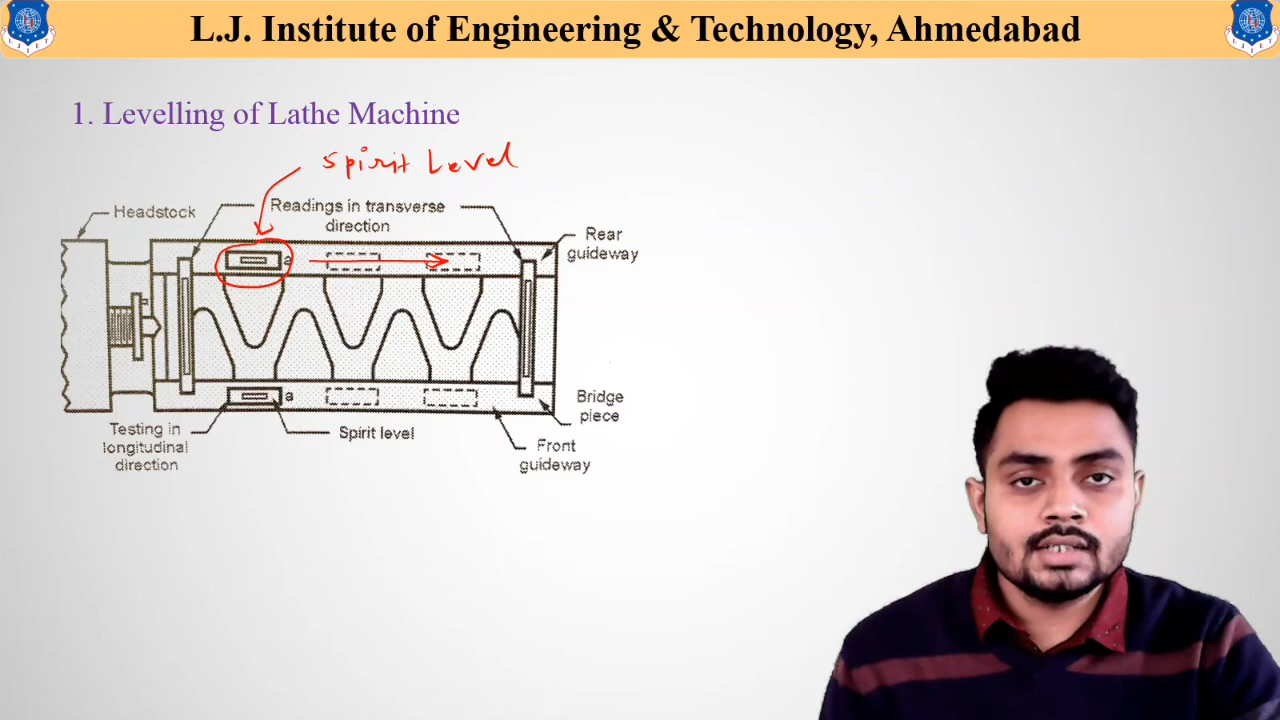 L.J. Institute of Engineering & Technology, Ahmedabad
1. Levelling of Lathe Machine
Spirit Level
Headstock
Readings in transverse
direction
Rear
guideway
a
a
Bridge
piece
Testing in
longitudinal
direction
Spirit level
Front
guideway